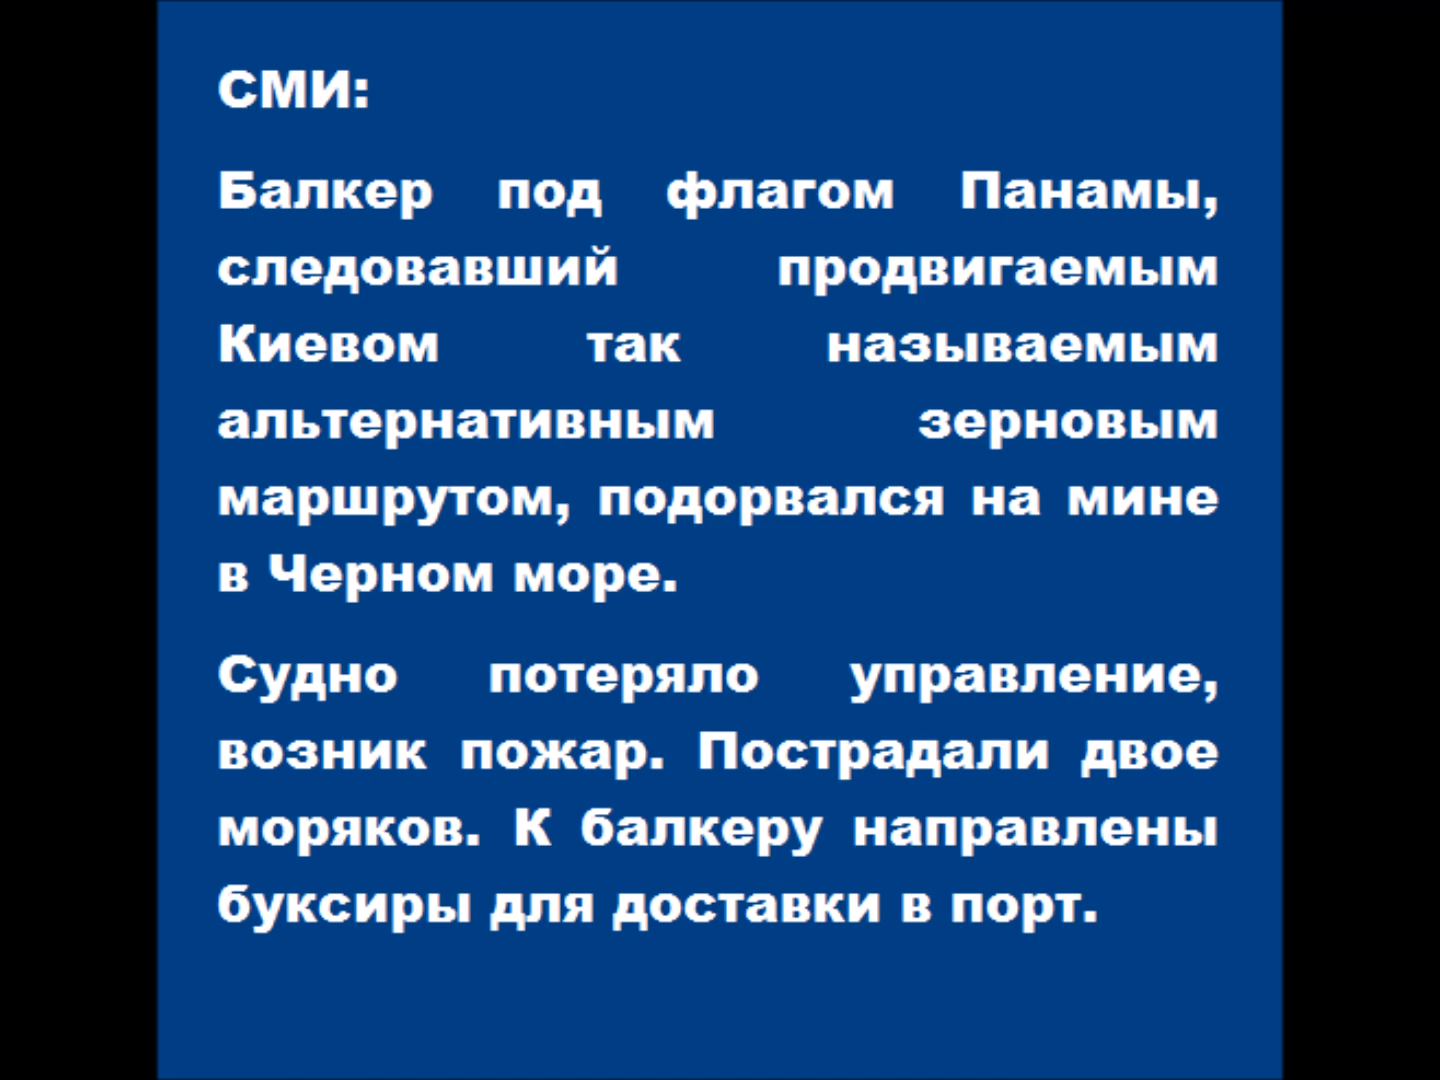 СМИ:
Балкер под флагом Панамы,
следовавший продвигаемым
Киевом так называемым
альтернативным зерновым
маршрутом, подорвался на мине
в Черном море.
Судно потеряло управление,
возник пожар. Пострадали двое
моряков. К балкеру направлены
буксиры для доставки в порт.